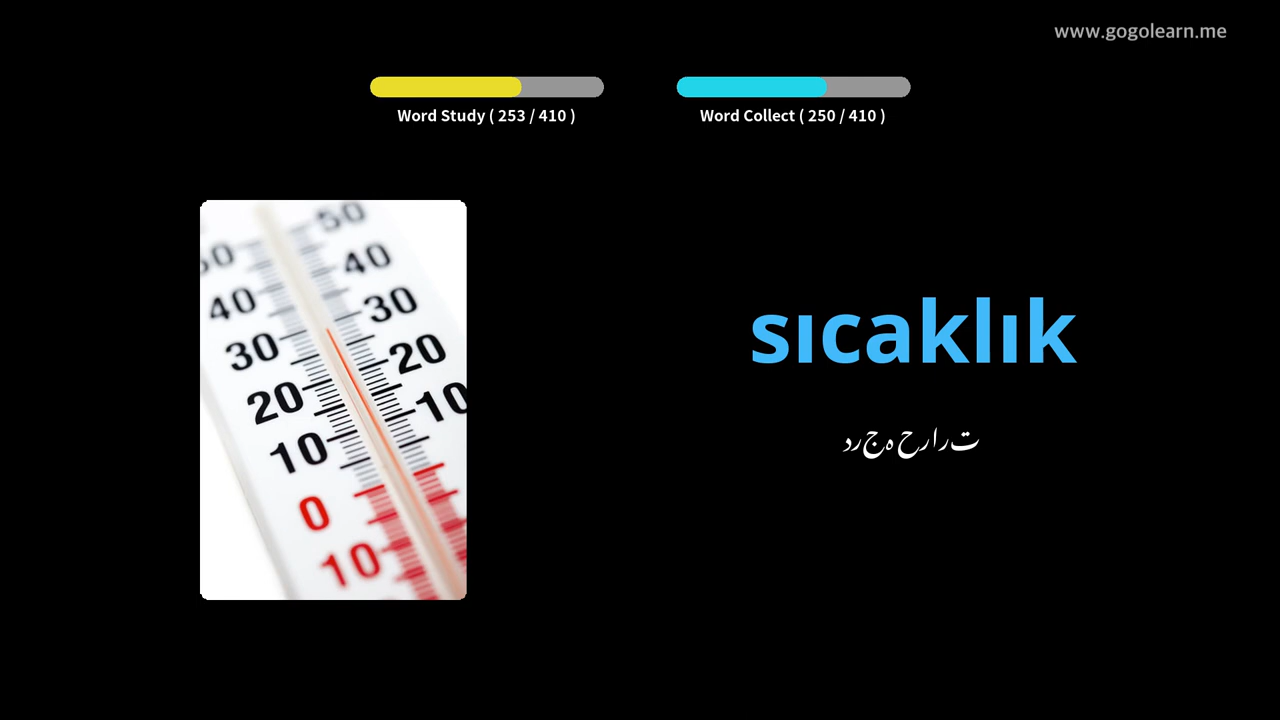 www.gogolearn.me
Word Study ( 253 / 410 )
Word Collect ( 250 / 410 )
50
50 40
40 30
30 20
20 10
10
0
10
sıcaklık
درجہ حرارت